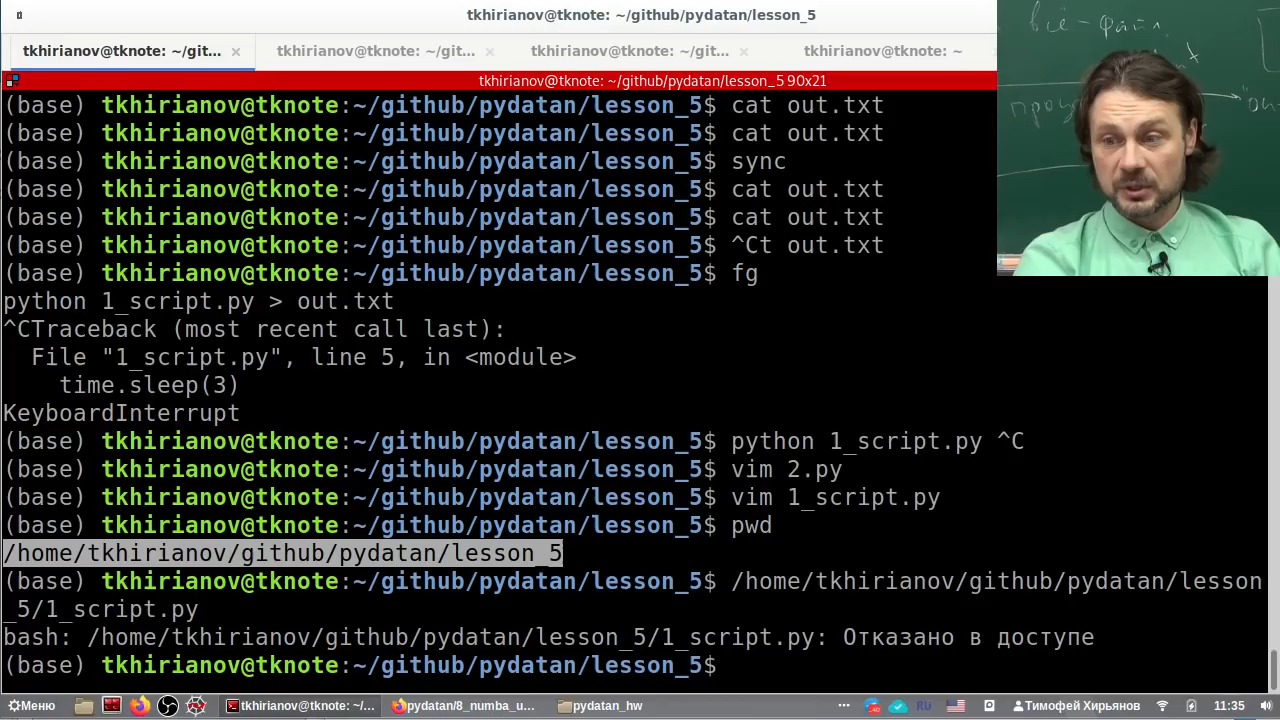 tkhirianov@tknote: ~/github/pydatan/lesson_5
tkhirianov@tknote: ~/git… × tkhirianov@tknote: ~/git… × tkhirianov@tknote: ~/git… × tkhirianov@tknote: ~
tkhirianov@tknote: ~/github/pydatan/lesson_5 90x21
всё - файл
(base) tkhirianov@tknote:~/github/pydatan/lesson_5$ cat out.txt
(base) tkhirianov@tknote:~/github/pydatan/lesson_5$ cat out.txt
(base) tkhirianov@tknote:~/github/pydatan/lesson_5$ sync
(base) tkhirianov@tknote:~/github/pydatan/lesson_5$ cat out.txt
(base) tkhirianov@tknote:~/github/pydatan/lesson_5$ cat out.txt
(base) tkhirianov@tknote:~/github/pydatan/lesson_5$ ^Ct out.txt
(base) tkhirianov@tknote:~/github/pydatan/lesson_5$ fg
python 1_script.py > out.txt
^CTraceback (most recent call last):
  File "1_script.py", line 5, in <module>
    time.sleep(3)
KeyboardInterrupt
(base) tkhirianov@tknote:~/github/pydatan/lesson_5$ python 1_script.py ^C
(base) tkhirianov@tknote:~/github/pydatan/lesson_5$ vim 2.py
(base) tkhirianov@tknote:~/github/pydatan/lesson_5$ vim 1_script.py
(base) tkhirianov@tknote:~/github/pydatan/lesson_5$ pwd
/home/tkhirianov/github/pydatan/lesson_5
(base) tkhirianov@tknote:~/github/pydatan/lesson_5$ /home/tkhirianov/github/pydatan/lesson
_5/1_script.py
bash: /home/tkhirianov/github/pydatan/lesson_5/1_script.py: Отказано в доступе
(base) tkhirianov@tknote:~/github/pydatan/lesson_5$
Меню tkhirianov@tknote: ~/… pydatan/8_numba_u… pydatan_hw … RU Тимофей Хирьянов 11:35